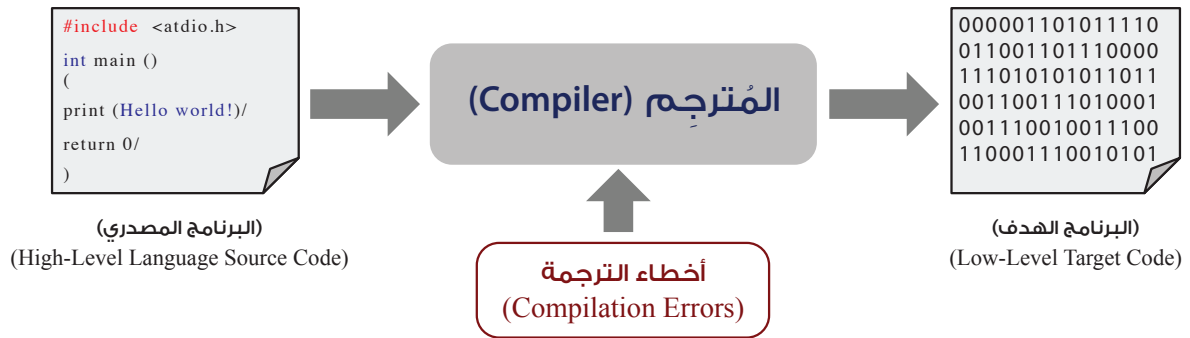 #include <atdio.h>
int main ()
(
print (Hello world!)/
return 0/
)
(البرنامج المصدري)
(High-Level Language Source Code)
المُترجِم (Compiler)
أخطاء الترجمة
(Compilation Errors)
000001101011110
011001101110000
111010101011011
001100111010001
001110010011100
110001110010101
(البرنامج الهدف)
(Low-Level Target Code)